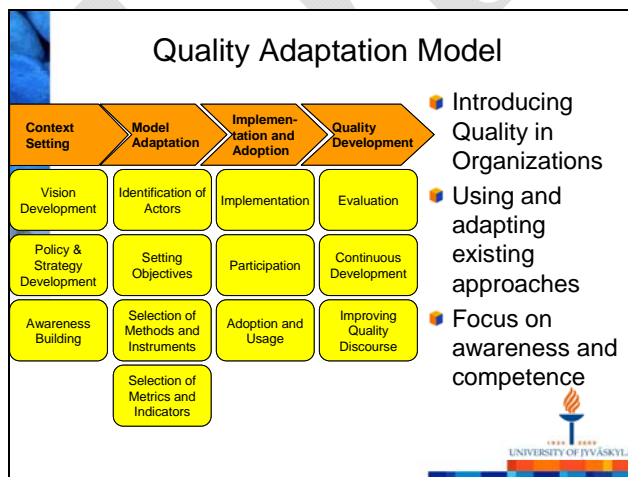 Quality Adaptation Model
Context
Setting
Model
Adaptation
Implemen-
tation and
Adoption
Quality
Development
Vision
Development
Policy &
Strategy
Development
Awareness
Building
Identification of
Actors
Setting
Objectives
Selection of
Methods and
Instruments
Selection of
Metrics and
Indicators
Implementation
Participation
Adoption and
Usage
Evaluation
Continuous
Development
Improving
Quality
Discourse
Introducing
Quality in
Organizations
Using and
adapting
existing
approaches
Focus on
awareness and
competence
UNIVERSITY OF JYVÄSKYL